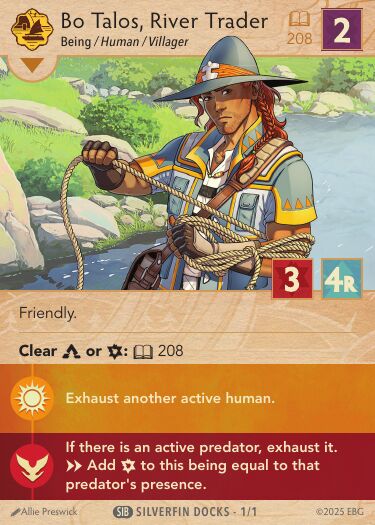 Bo Talos, River Trader
Being / Human / Villager
208
2
3
4R
Friendly.
Clear or : 208
Exhaust another active human.
If there is an active predator, exhaust it.
Add to this being equal to that
predator's presence.
Allie Preswick
SIB SILVERFIN DOCKS - 1/1
©2025 EBG